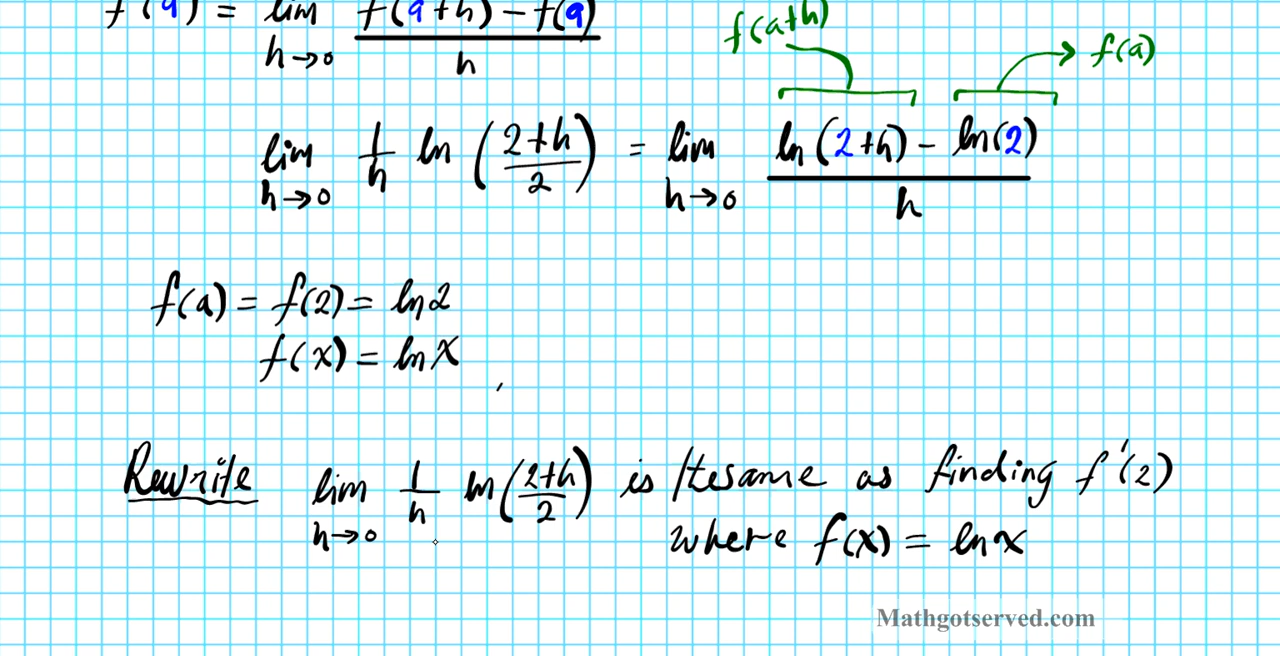 f'(a) = lim h→0 (f(a+h) - f(a))/h
f(a+h) → f(a)
lim h→0 1/h ln((2+h)/2) = lim h→0 (ln(2+h) - ln(2))/h
f(a) = f(2) = ln2
f(x) = lnx ,
Rewrite lim h→0 1/h ln((2+h)/2) is the same as finding f'(2)
where f(x) = lnx
Mathgotserved.com